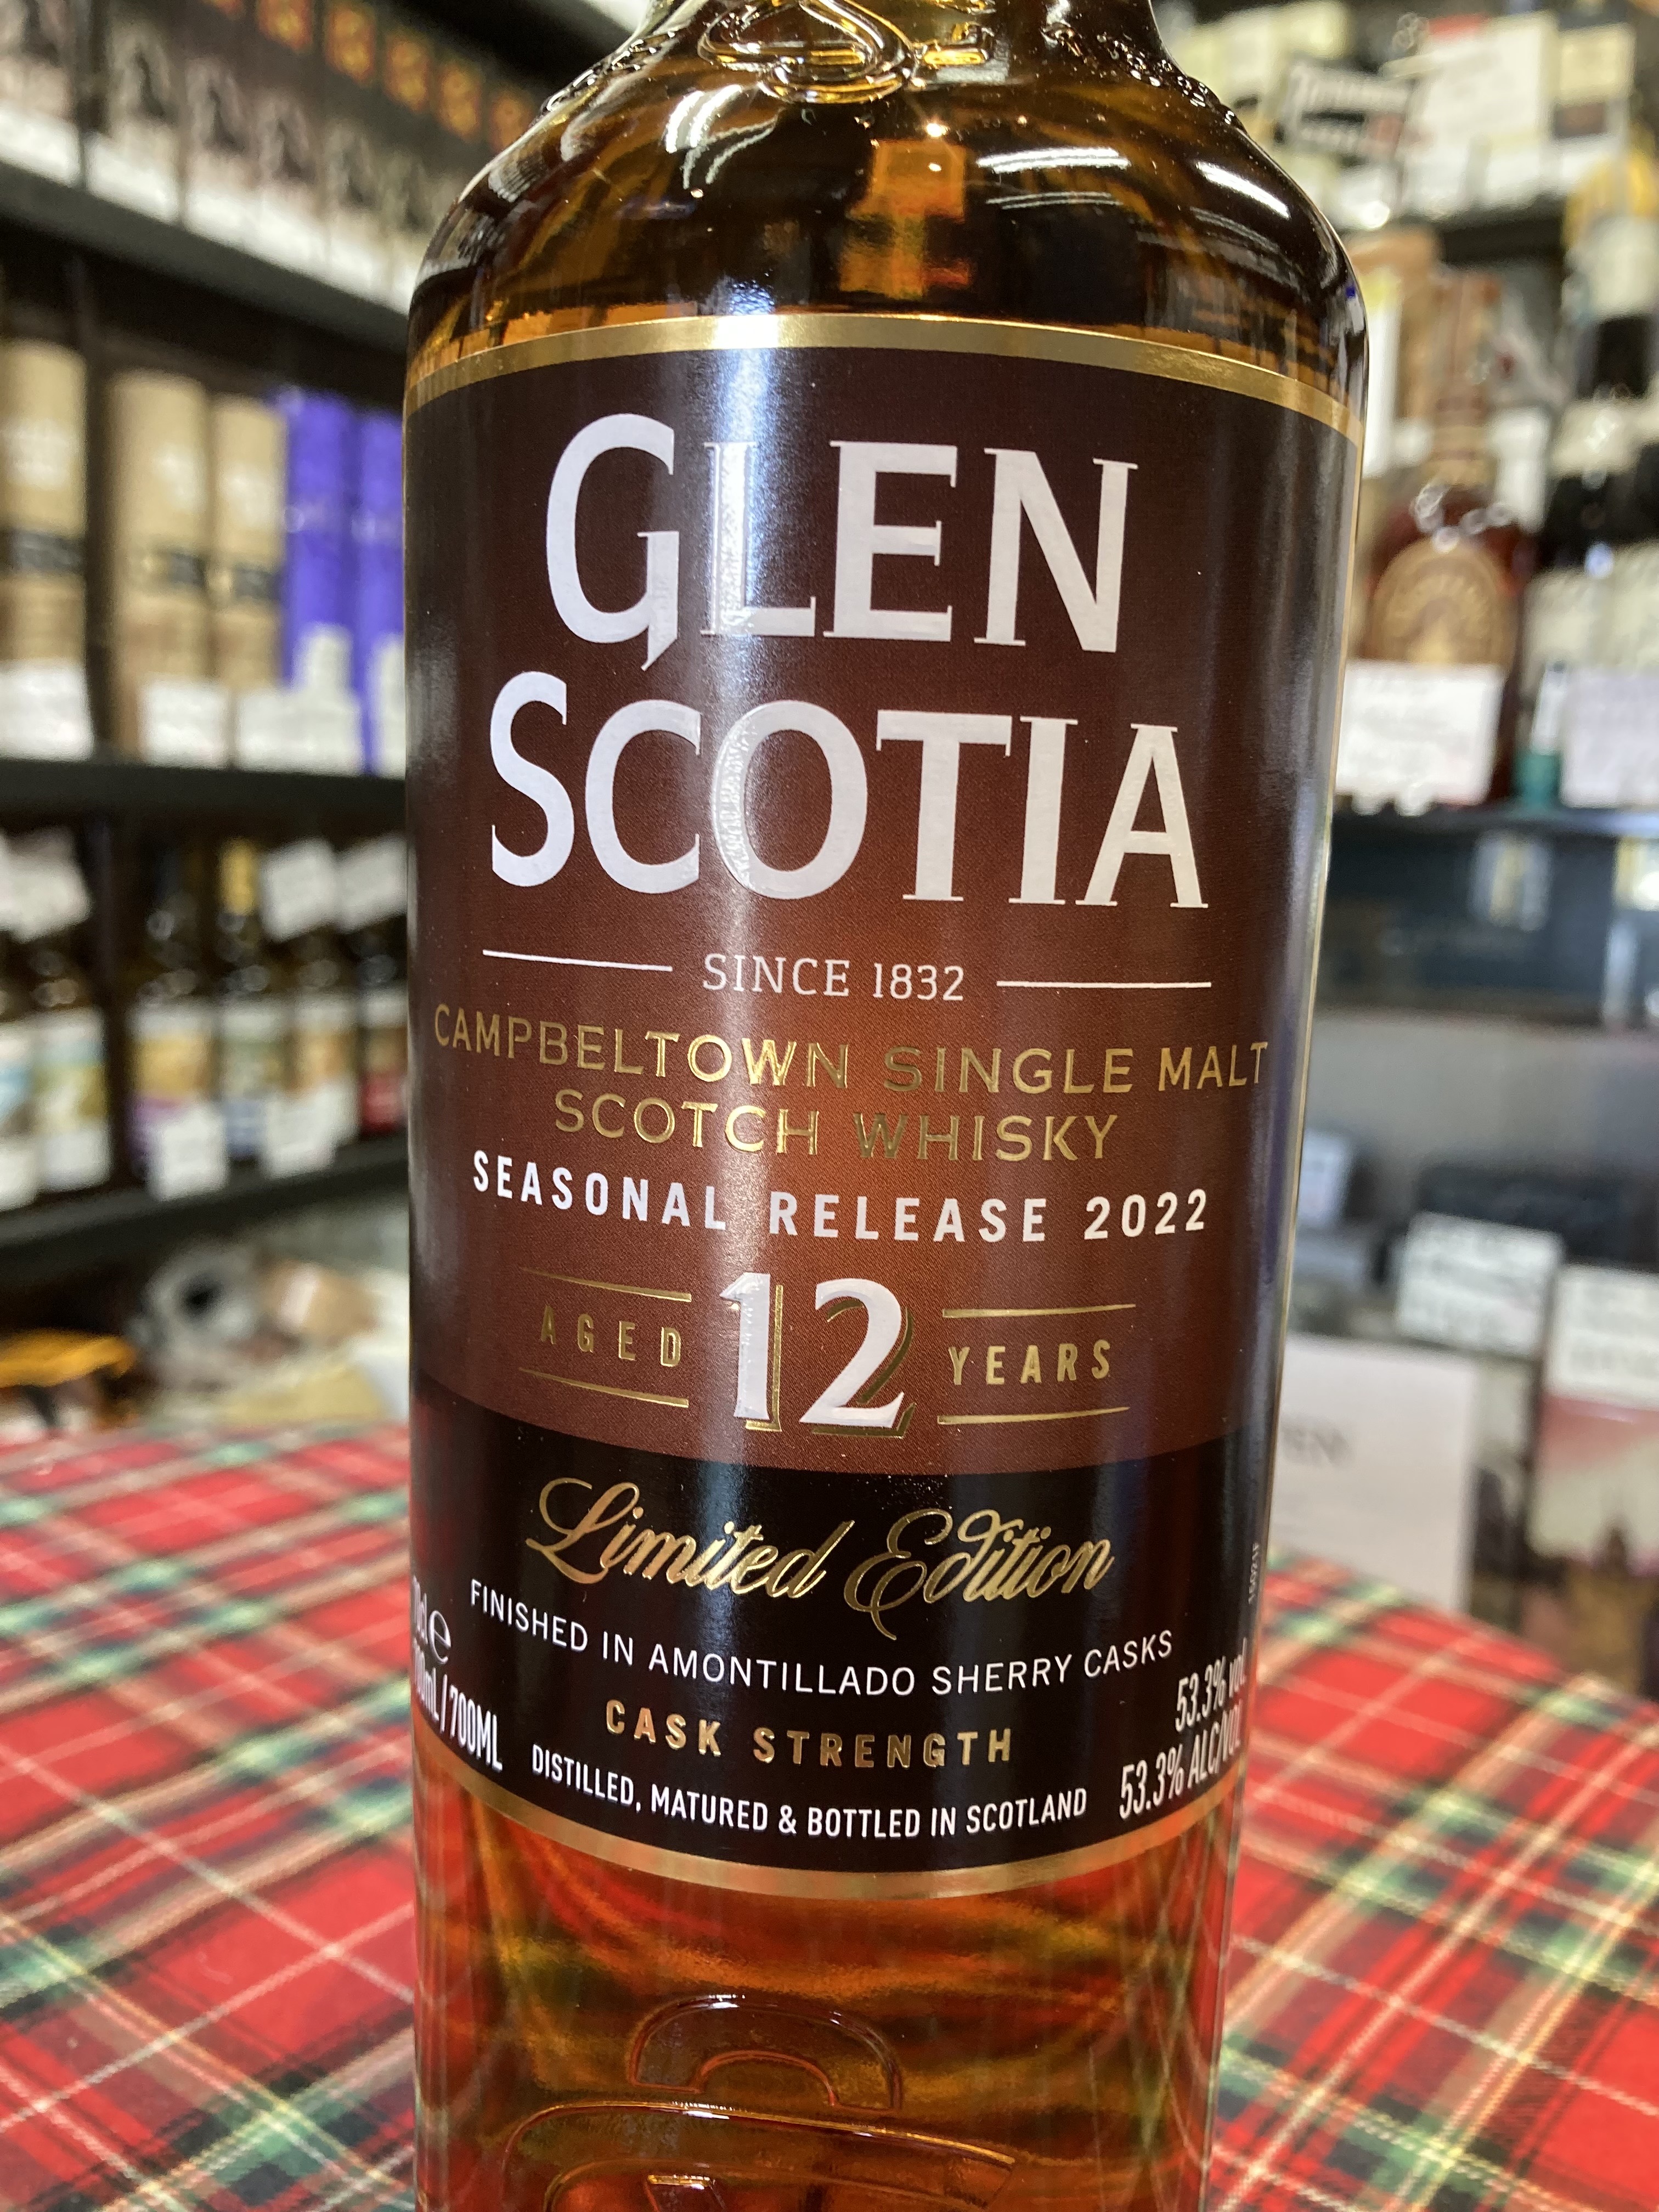 GLEN
SCOTIA
SINCE 1832
CAMPBELTOWN SINGLE MALT
SCOTCH WHISKY
SEASONAL RELEASE 2022
AGED 12 YEARS
Limited Edition
FINISHED IN AMONTILLADO SHERRY CASKS
CASK STRENGTH
DISTILLED, MATURED & BOTTLED IN SCOTLAND
700ML
53.3% vol
53.3% ALC/VOL